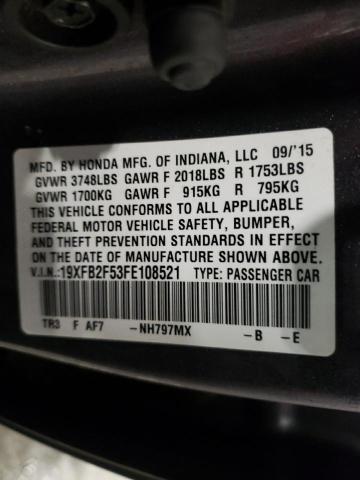 MFD. BY HONDA MFG. OF INDIANA, LLC 09/'15
GVWR 3748LBS GAWR F 2018LBS R 1753LBS
GVWR 1700KG GAWR F 915KG R 795KG
THIS VEHICLE CONFORMS TO ALL APPLICABLE
FEDERAL MOTOR VEHICLE SAFETY, BUMPER,
AND THEFT PREVENTION STANDARDS IN EFFECT
ON THE DATE OF MANUFACTURE SHOWN ABOVE.
V.I.N.:19XFB2F53FE108521 TYPE: PASSENGER CAR
TR3 F AF7 -NH797MX -B -E